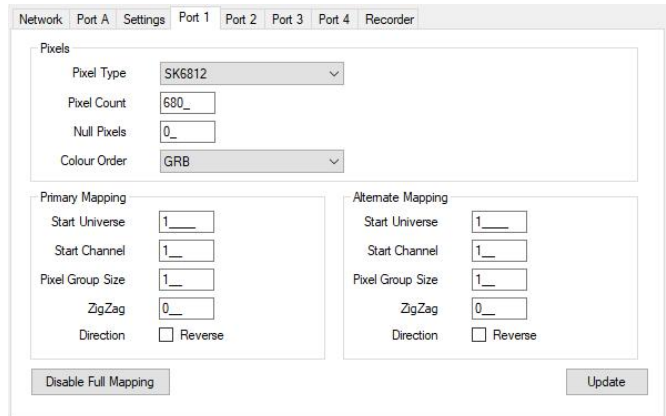 Network Port A Settings Port 1 Port 2 Port 3 Port 4 Recorder
Pixels
Pixel Type SK6812
Pixel Count 680_
Null Pixels 0_
Colour Order GRB
Primary Mapping
Start Universe 1____
Start Channel 1__
Pixel Group Size 1__
ZigZag 0__
Direction Reverse
Alternate Mapping
Start Universe 1____
Start Channel 1__
Pixel Group Size 1__
ZigZag 0__
Direction Reverse
Disable Full Mapping Update